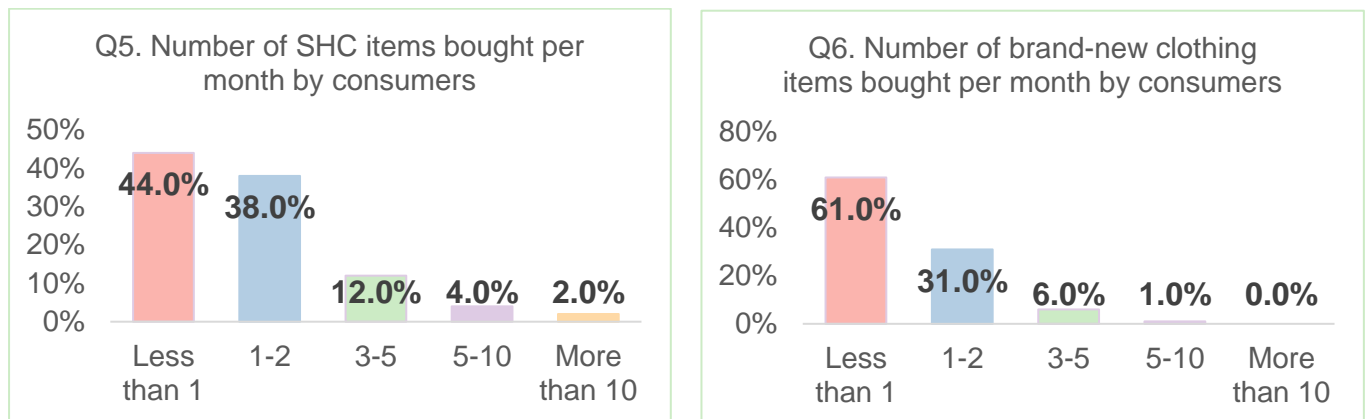 Q5. Number of SHC items bought per
month by consumers
50%
40%
30%
20%
10%
0%
44.0%
38.0%
12.0%
4.0%
2.0%
Less
than 1
1-2
3-5
5-10
More
than 10
Q6. Number of brand-new clothing
items bought per month by consumers
80%
60%
40%
20%
0%
61.0%
31.0%
6.0%
1.0%
0.0%
Less
than 1
1-2
3-5
5-10
More
than 10